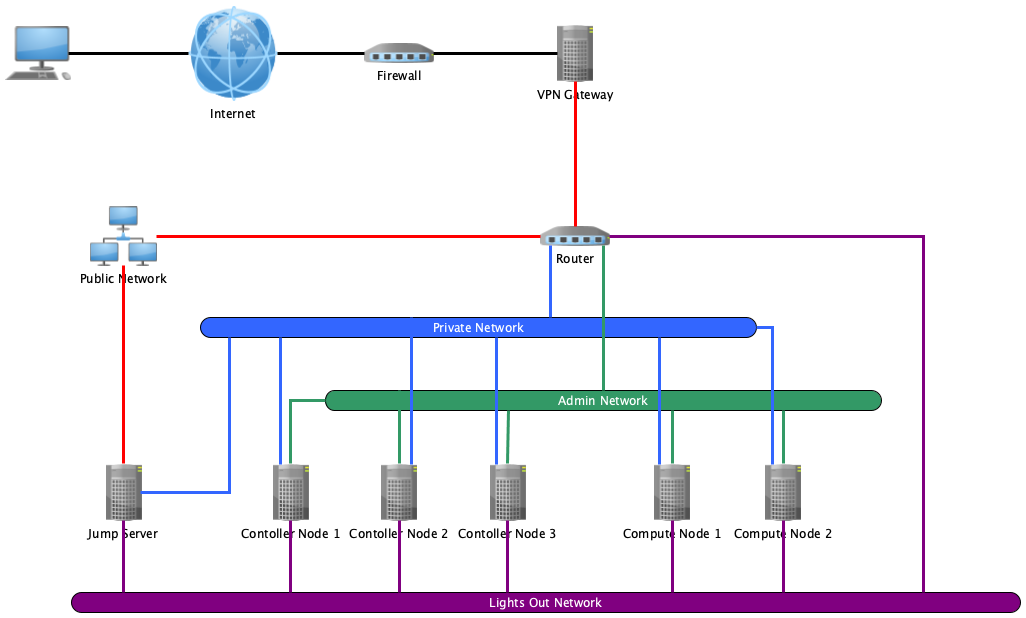 Firewall
VPN Gateway
Internet
Router
Public Network
Private Network
Admin Network
Jump Server
Contoller Node 1
Contoller Node 2
Contoller Node 3
Compute Node 1
Compute Node 2
Lights Out Network